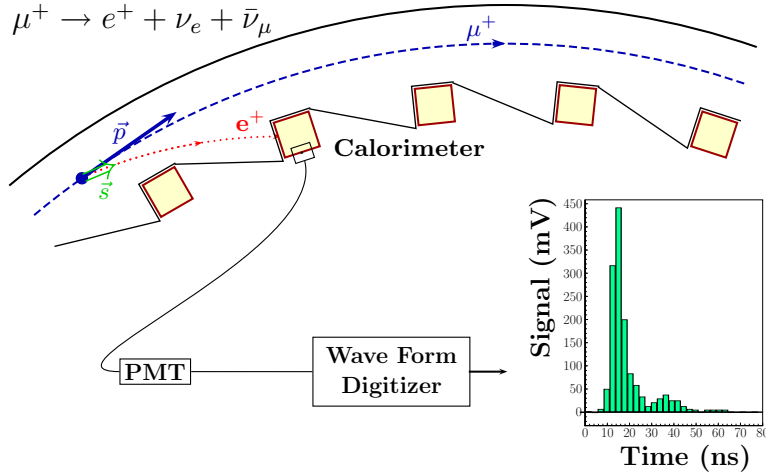 μ⁺ → e⁺ + ν_e + ν̄_μ
μ⁺
p⃗
e⁺
s⃗
Calorimeter
PMT
Wave Form
Digitizer
Signal (mV)
450
400
350
300
250
200
150
100
50
0
0 10 20 30 40 50 60 70 80
Time (ns)